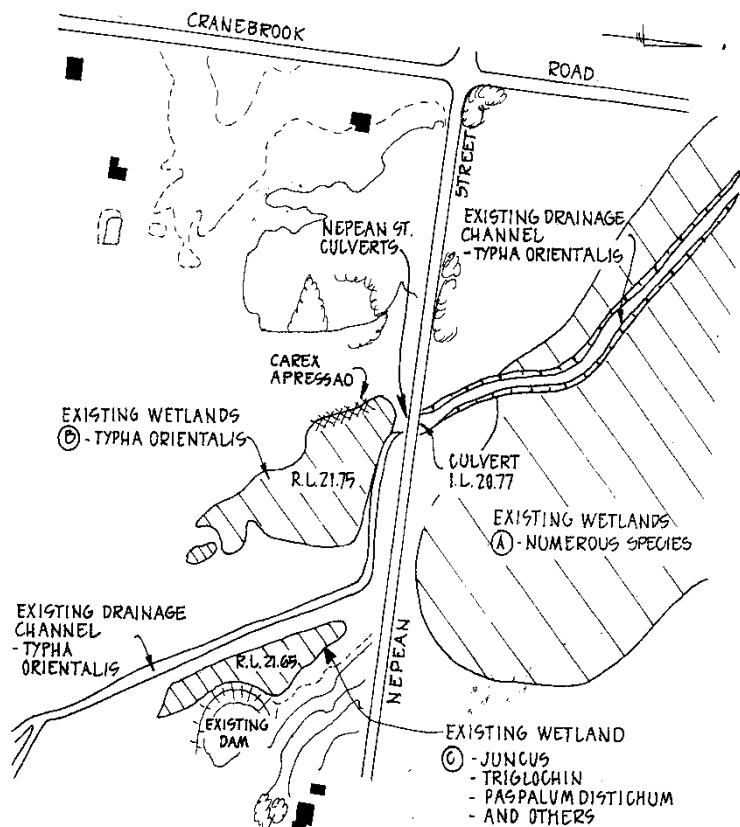 CRANEBROOK
ROAD
STREET
EXISTING DRAINAGE
CHANNEL
- TYPHA ORIENTALIS
NEPEAN ST.
CULVERTS
CAREX
APRESSAO
EXISTING WETLANDS
(B) - TYPHA ORIENTALIS
R.L.21.75
CULVERT
I.L.20.77
EXISTING WETLANDS
(A) - NUMEROUS SPECIES
EXISTING DRAINAGE
CHANNEL
- TYPHA
ORIENTALIS
R.L.21.65
NEPEAN
EXISTING
DAM
EXISTING WETLAND
(C) - JUNCUS
- TRIGLOCHIN
- PASPALUM DISTICHUM
- AND OTHERS